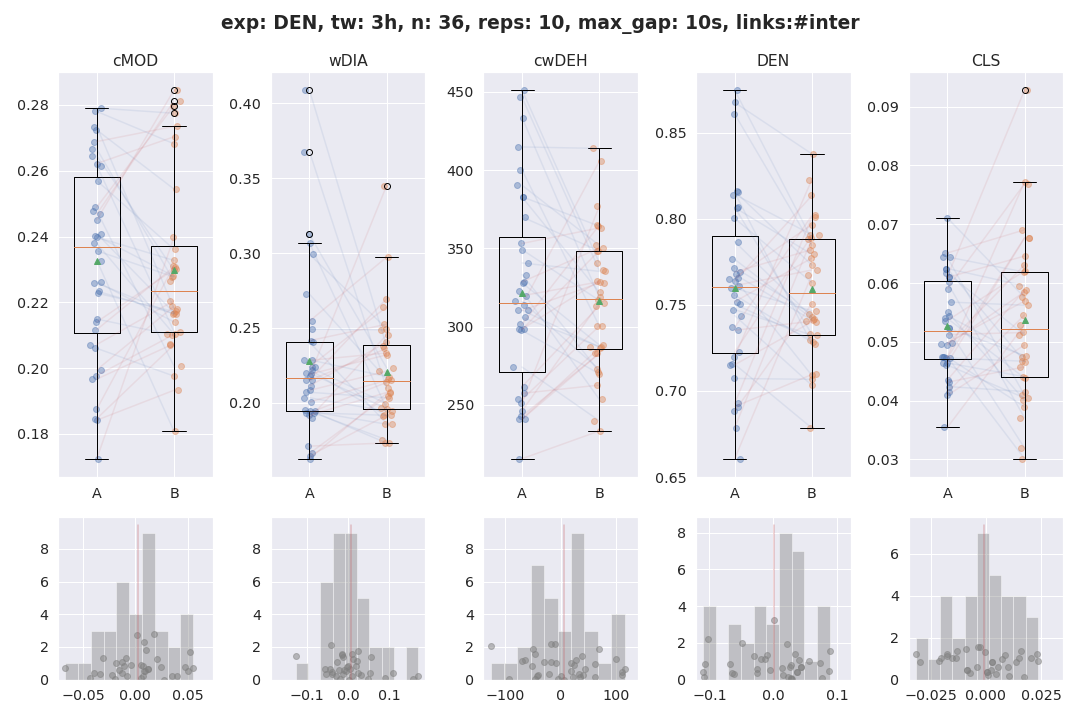 exp: DEN, tw: 3h, n: 36, reps: 10, max_gap: 10s, links:#inter
cMOD wDIA cwDEH DEN CLS
0.28 0.26 0.24 0.22 0.20 0.18
A B
0.40 0.35 0.30 0.25 0.20
A B
450 400 350 300 250
A B
0.85 0.80 0.75 0.70 0.65
A B
0.09 0.08 0.07 0.06 0.05 0.04 0.03
A B
8 6 4 2 0
−0.05 0.00 0.05
8 6 4 2 0
−0.1 0.0 0.1
8 6 4 2 0
−100 0 100
8 6 4 2 0
−0.1 0.0 0.1
6 4 2 0
−0.025 0.000 0.025